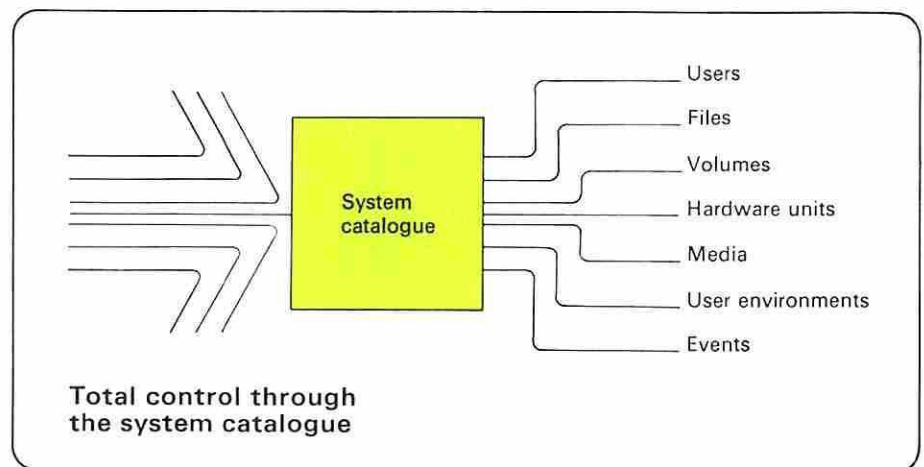 Users
Files
Volumes
System
catalogue
Hardware units
Media
User environments
Events
Total control through
the system catalogue